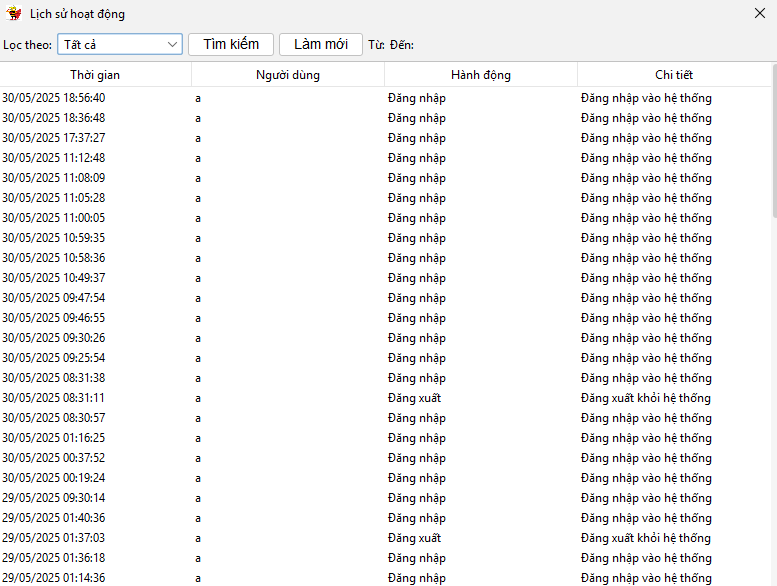 Lịch sử hoạt động
Lọc theo: Tất cả Tìm kiếm Làm mới Từ: Đến:
Thời gian Người dùng Hành động Chi tiết
30/05/2025 18:56:40 a Đăng nhập Đăng nhập vào hệ thống
30/05/2025 18:36:48 a Đăng nhập Đăng nhập vào hệ thống
30/05/2025 17:37:27 a Đăng nhập Đăng nhập vào hệ thống
30/05/2025 11:12:48 a Đăng nhập Đăng nhập vào hệ thống
30/05/2025 11:08:09 a Đăng nhập Đăng nhập vào hệ thống
30/05/2025 11:05:28 a Đăng nhập Đăng nhập vào hệ thống
30/05/2025 11:00:05 a Đăng nhập Đăng nhập vào hệ thống
30/05/2025 10:59:35 a Đăng nhập Đăng nhập vào hệ thống
30/05/2025 10:58:36 a Đăng nhập Đăng nhập vào hệ thống
30/05/2025 10:49:37 a Đăng nhập Đăng nhập vào hệ thống
30/05/2025 09:47:54 a Đăng nhập Đăng nhập vào hệ thống
30/05/2025 09:46:55 a Đăng nhập Đăng nhập vào hệ thống
30/05/2025 09:30:26 a Đăng nhập Đăng nhập vào hệ thống
30/05/2025 09:25:54 a Đăng nhập Đăng nhập vào hệ thống
30/05/2025 08:31:38 a Đăng nhập Đăng nhập vào hệ thống
30/05/2025 08:31:11 a Đăng xuất Đăng xuất khỏi hệ thống
30/05/2025 08:30:57 a Đăng nhập Đăng nhập vào hệ thống
30/05/2025 01:16:25 a Đăng nhập Đăng nhập vào hệ thống
30/05/2025 00:37:52 a Đăng nhập Đăng nhập vào hệ thống
30/05/2025 00:19:24 a Đăng nhập Đăng nhập vào hệ thống
29/05/2025 09:30:14 a Đăng nhập Đăng nhập vào hệ thống
29/05/2025 01:40:36 a Đăng nhập Đăng nhập vào hệ thống
29/05/2025 01:37:03 a Đăng xuất Đăng xuất khỏi hệ thống
29/05/2025 01:36:18 a Đăng nhập Đăng nhập vào hệ thống
29/05/2025 01:14:36 a Đăng nhập Đăng nhập vào hệ thống